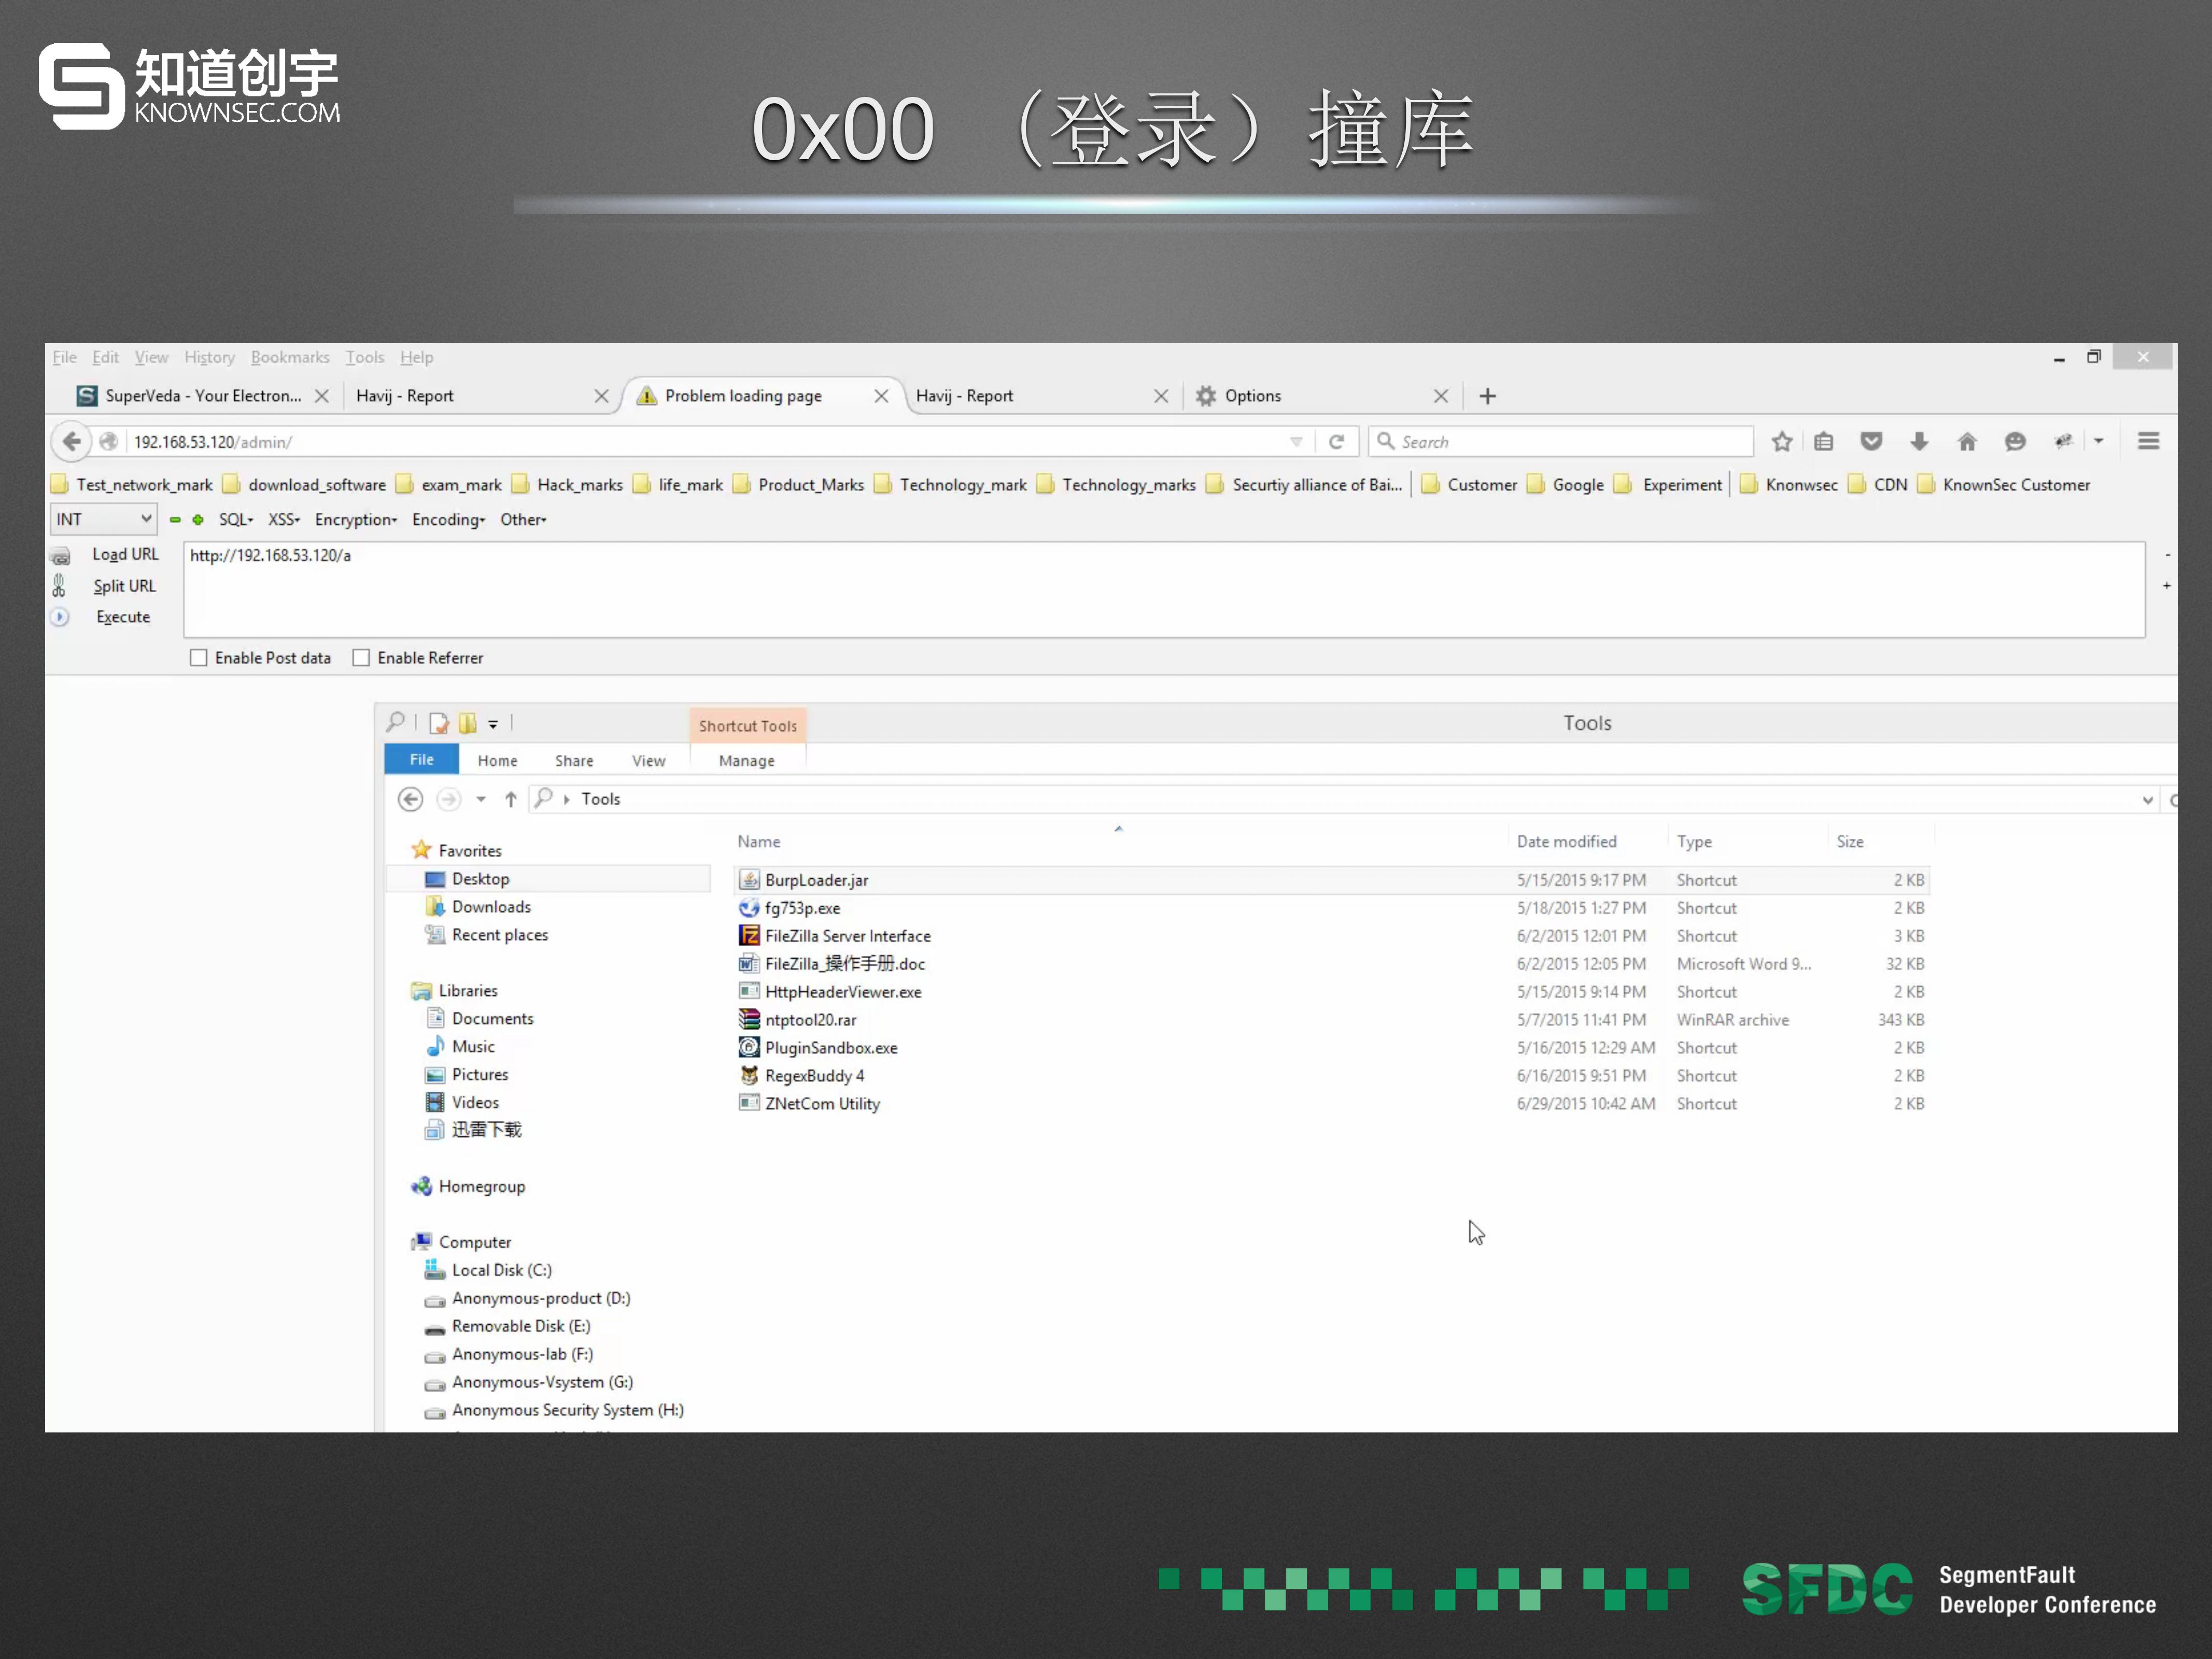 知道创宇
KNOWNSEC.COM
0x00 （登录）撞库
File Edit View History Bookmarks Tools Help
SuperVeda - Your Electron... Havij - Report Problem loading page Havij - Report Options
192.168.53.120/admin/ Search
Test_network_mark download_software exam_mark Hack_marks life_mark Product_Marks Technology_mark Technology_marks Securtiy alliance of Bai... Customer Google Experiment Knonwsec CDN KnownSec Customer
INT SQL XSS Encryption Encoding Other
Load URL http://192.168.53.120/a
Split URL
Execute
Enable Post data Enable Referrer
Shortcut Tools Tools
File Home Share View Manage
Tools
Name Date modified Type Size
Favorites
Desktop
Downloads
Recent places
Libraries
Documents
Music
Pictures
Videos
迅雷下载
Homegroup
Computer
Local Disk (C:)
Anonymous-product (D:)
Removable Disk (E:)
Anonymous-lab (F:)
Anonymous-Vsystem (G:)
Anonymous Security System (H:)
BurpLoader.jar 5/15/2015 9:17 PM Shortcut 2 KB
fg753p.exe 5/18/2015 1:27 PM Shortcut 2 KB
FileZilla Server Interface 6/2/2015 12:01 PM Shortcut 3 KB
FileZilla_操作手册.doc 6/2/2015 12:05 PM Microsoft Word 9... 32 KB
HttpHeaderViewer.exe 5/15/2015 9:14 PM Shortcut 2 KB
ntptool20.rar 5/7/2015 11:41 PM WinRAR archive 343 KB
PluginSandbox.exe 5/16/2015 12:29 AM Shortcut 2 KB
RegexBuddy 4 6/16/2015 9:51 PM Shortcut 2 KB
ZNetCom Utility 6/29/2015 10:42 AM Shortcut 2 KB
SFDC
SegmentFault
Developer Conference